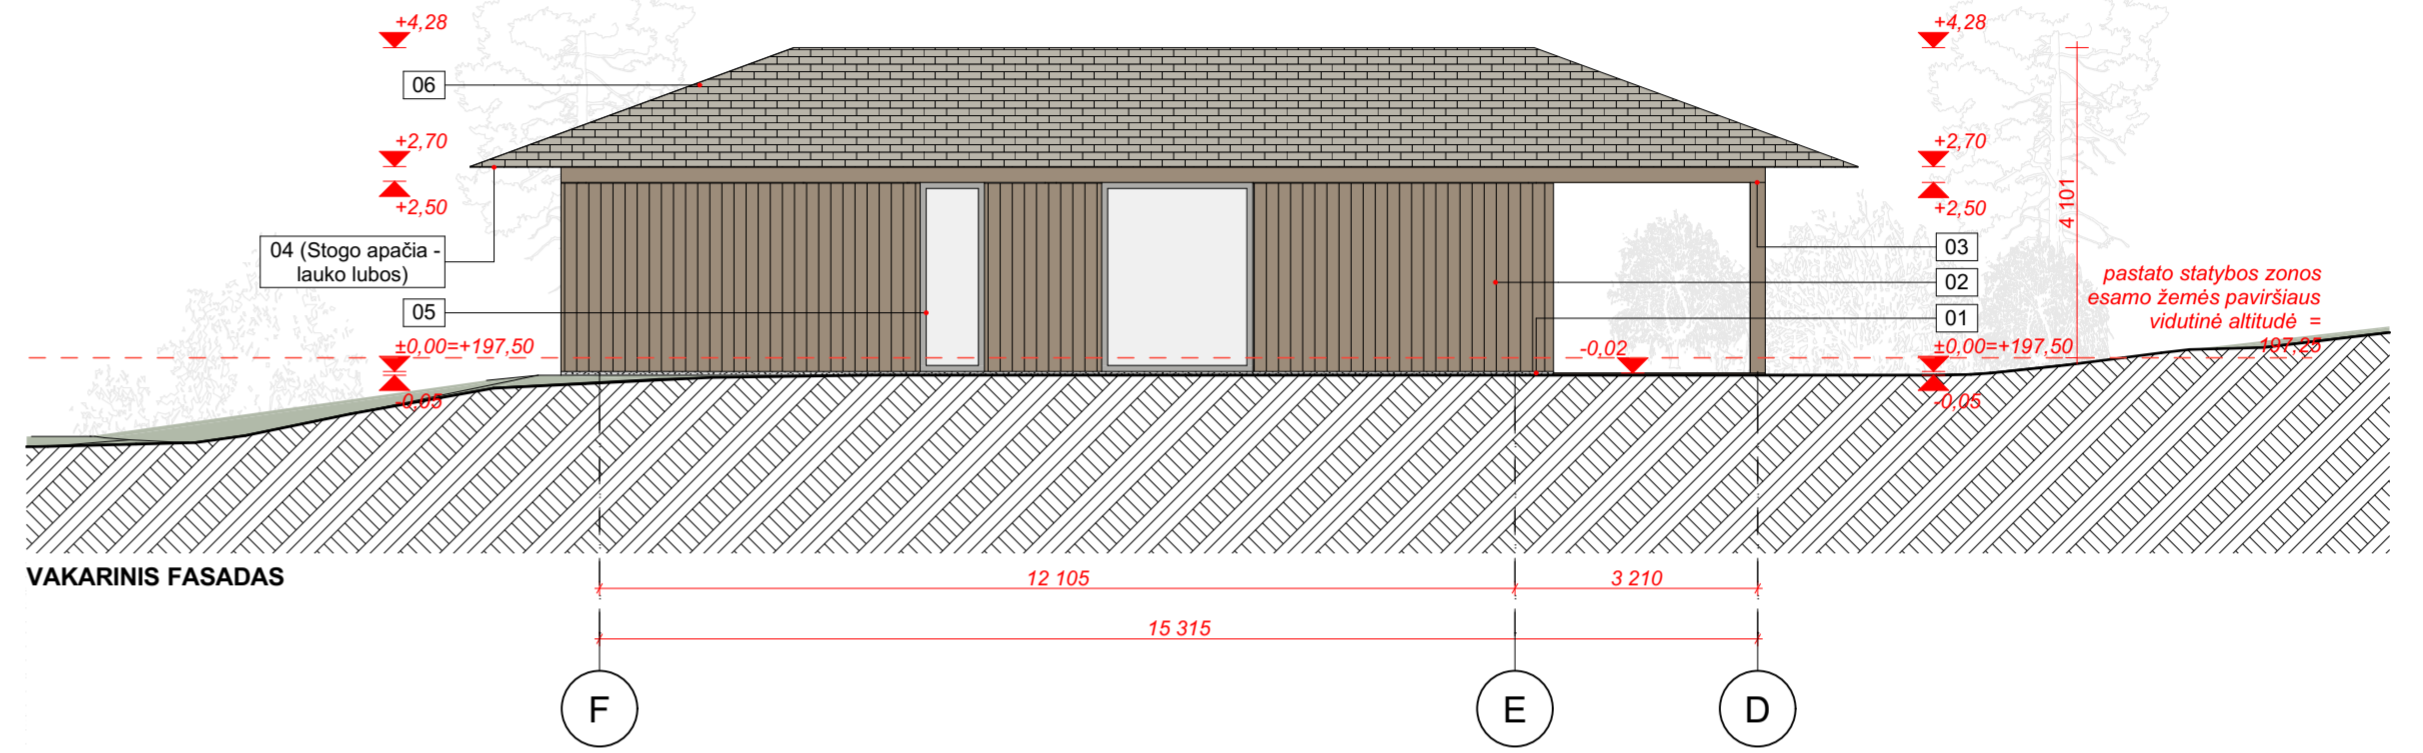 +4,28
+4,28
06
+2,70
+2,70
4 101
+2,50
+2,50
04 (Stogo apačia -
lauko lubos)
03
pastato statybos zonos
esamo žemės paviršiaus
vidutinė altitudė =
197,25
02
05
01
±0,00=+197,50
-0,02
±0,00=+197,50
-0,05
-0,05
VAKARINIS FASADAS
12 105
3 210
15 315
F
E
D